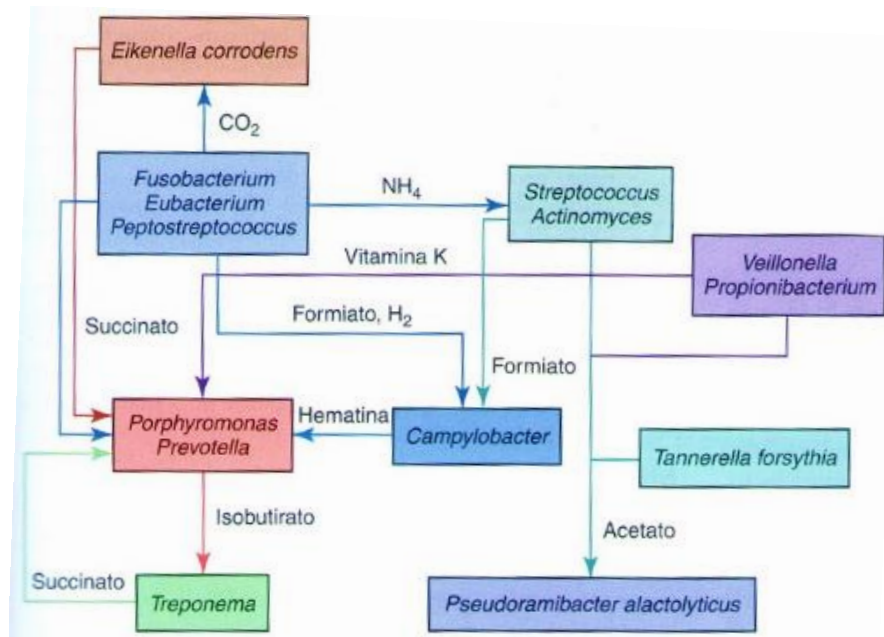 Eikenella corrodens
CO₂
Fusobacterium
Eubacterium
Peptostreptococcus
NH₄
Streptococcus
Actinomyces
Vitamina K
Veillonella
Propionibacterium
Succinato
Formiato, H₂
Formiato
Porphyromonas
Prevotella
Hematina
Campylobacter
Tannerella forsythia
Isobutirato
Acetato
Succinato
Treponema
Pseudoramibacter alactolyticus